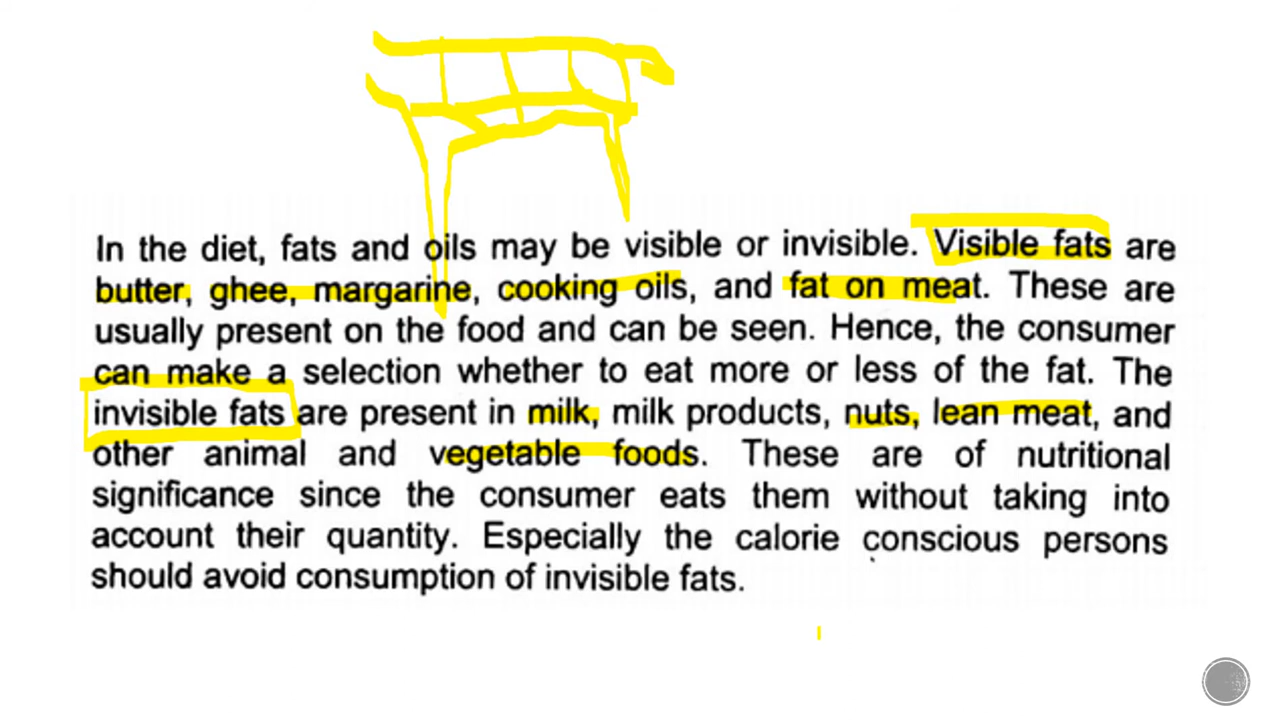 In the diet, fats and oils may be visible or invisible. Visible fats are
butter, ghee, margarine, cooking oils, and fat on meat. These are
usually present on the food and can be seen. Hence, the consumer
can make a selection whether to eat more or less of the fat. The
invisible fats are present in milk, milk products, nuts, lean meat, and
other animal and vegetable foods. These are of nutritional
significance since the consumer eats them without taking into
account their quantity. Especially the calorie conscious persons
should avoid consumption of invisible fats.